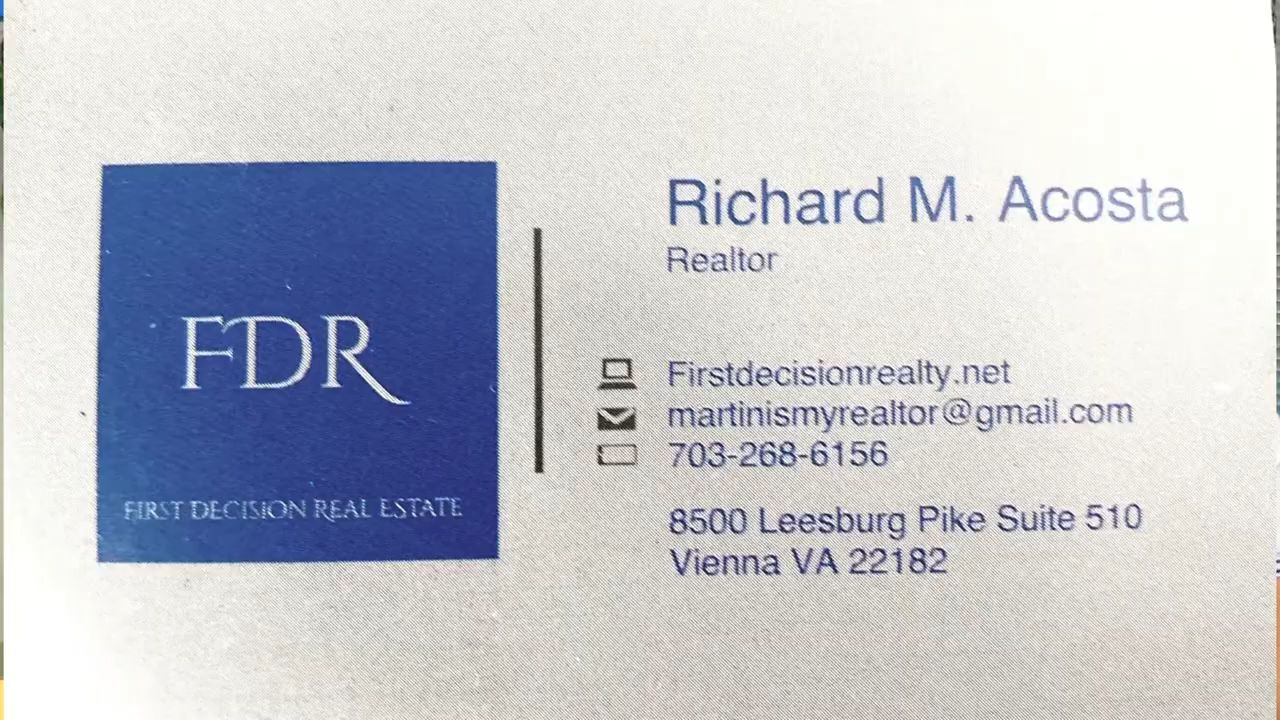 FDR
FIRST DECISION REAL ESTATE
Richard M. Acosta
Realtor
Firstdecisionrealty.net
martinismyrealtor@gmail.com
703-268-6156
8500 Leesburg Pike Suite 510
Vienna VA 22182